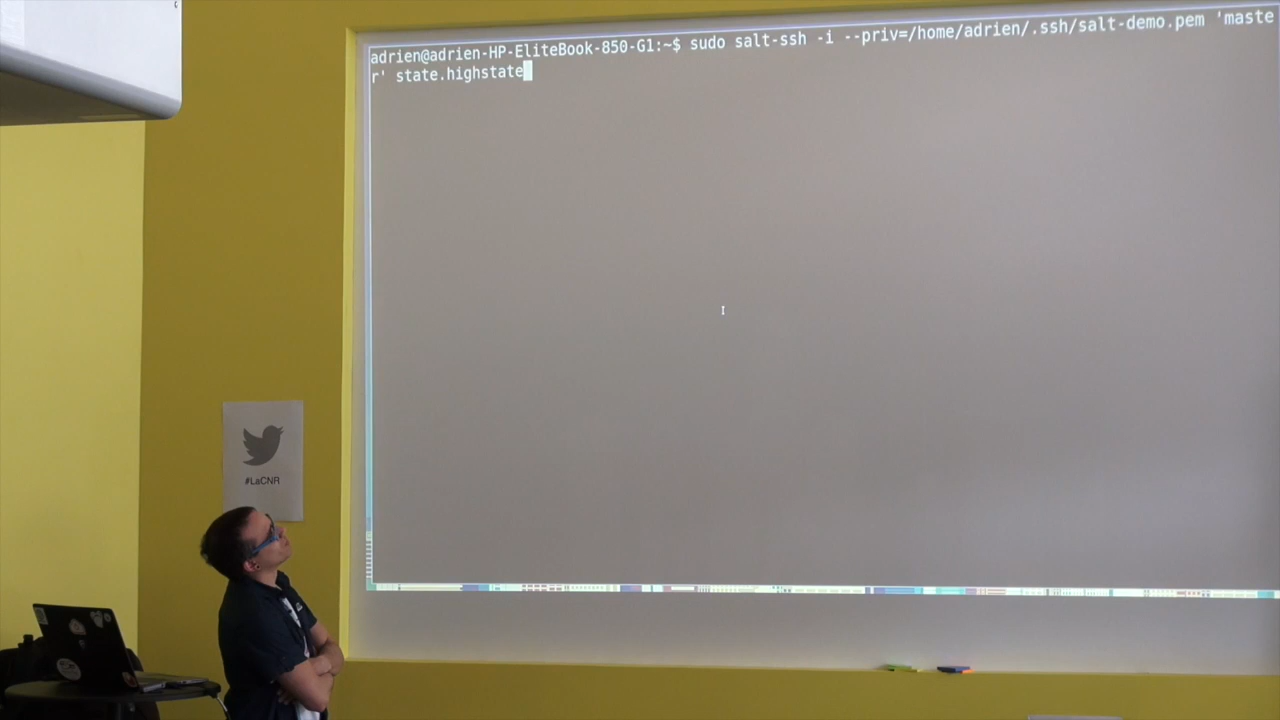 adrien@adrien-HP-EliteBook-850-G1:~$ sudo salt-ssh -i --priv=/home/adrien/.ssh/salt-demo.pem 'maste
r' state.highstate
#LaCNR